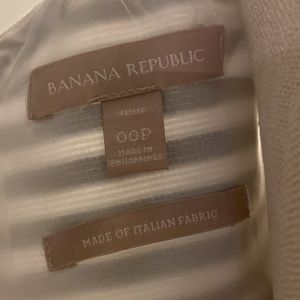 BANANA REPUBLIC
PETITE
00P
MADE IN
PHILIPPINES
MADE OF ITALIAN FABRIC